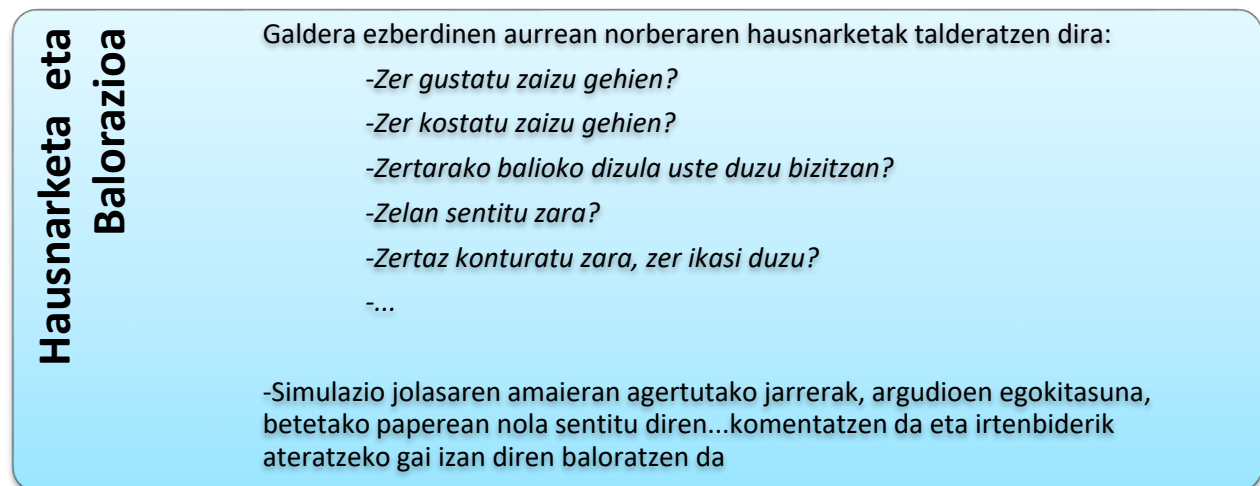 Hausnarketa eta
Balorazioa
Galdera ezberdinen aurrean norberaren hausnarketak talderatzen dira:
-Zer gustatu zaizu gehien?
-Zer kostatu zaizu gehien?
-Zertarako balioko dizula uste duzu bizitzan?
-Zelan sentitu zara?
-Zertaz konturatu zara, zer ikasi duzu?
-...
-Simulazio jolasaren amaieran agertutako jarrerak, argudioen egokitasuna,
betetako paperean nola sentitu diren...komentatzen da eta irtenbiderik
ateratzeko gai izan diren baloratzen da